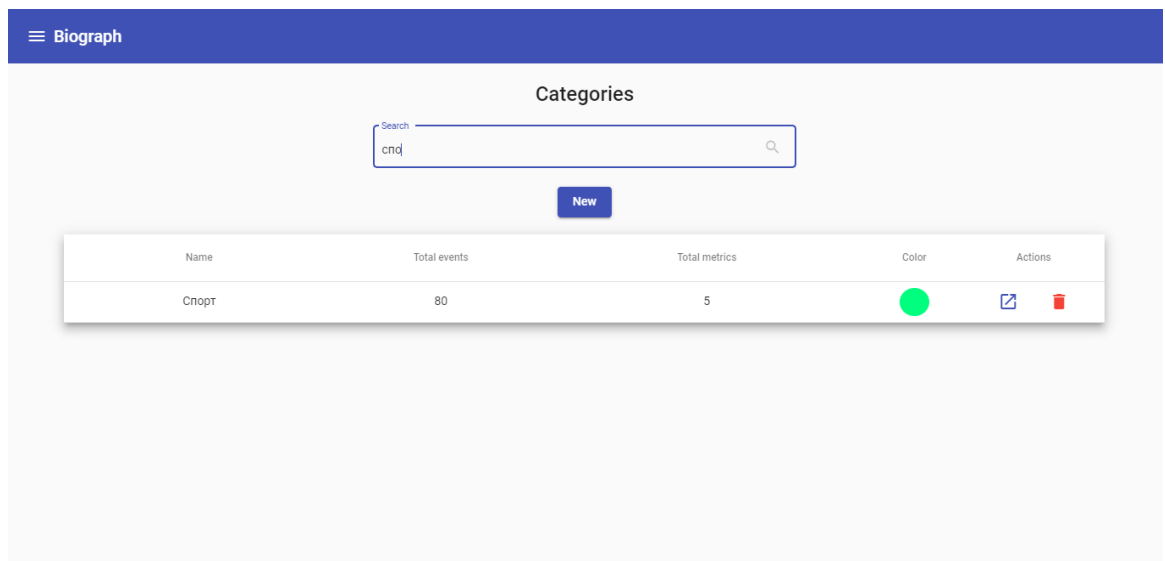 Biograph
Categories
Search
спо
New
Name Total events Total metrics Color Actions
Спорт 80 5